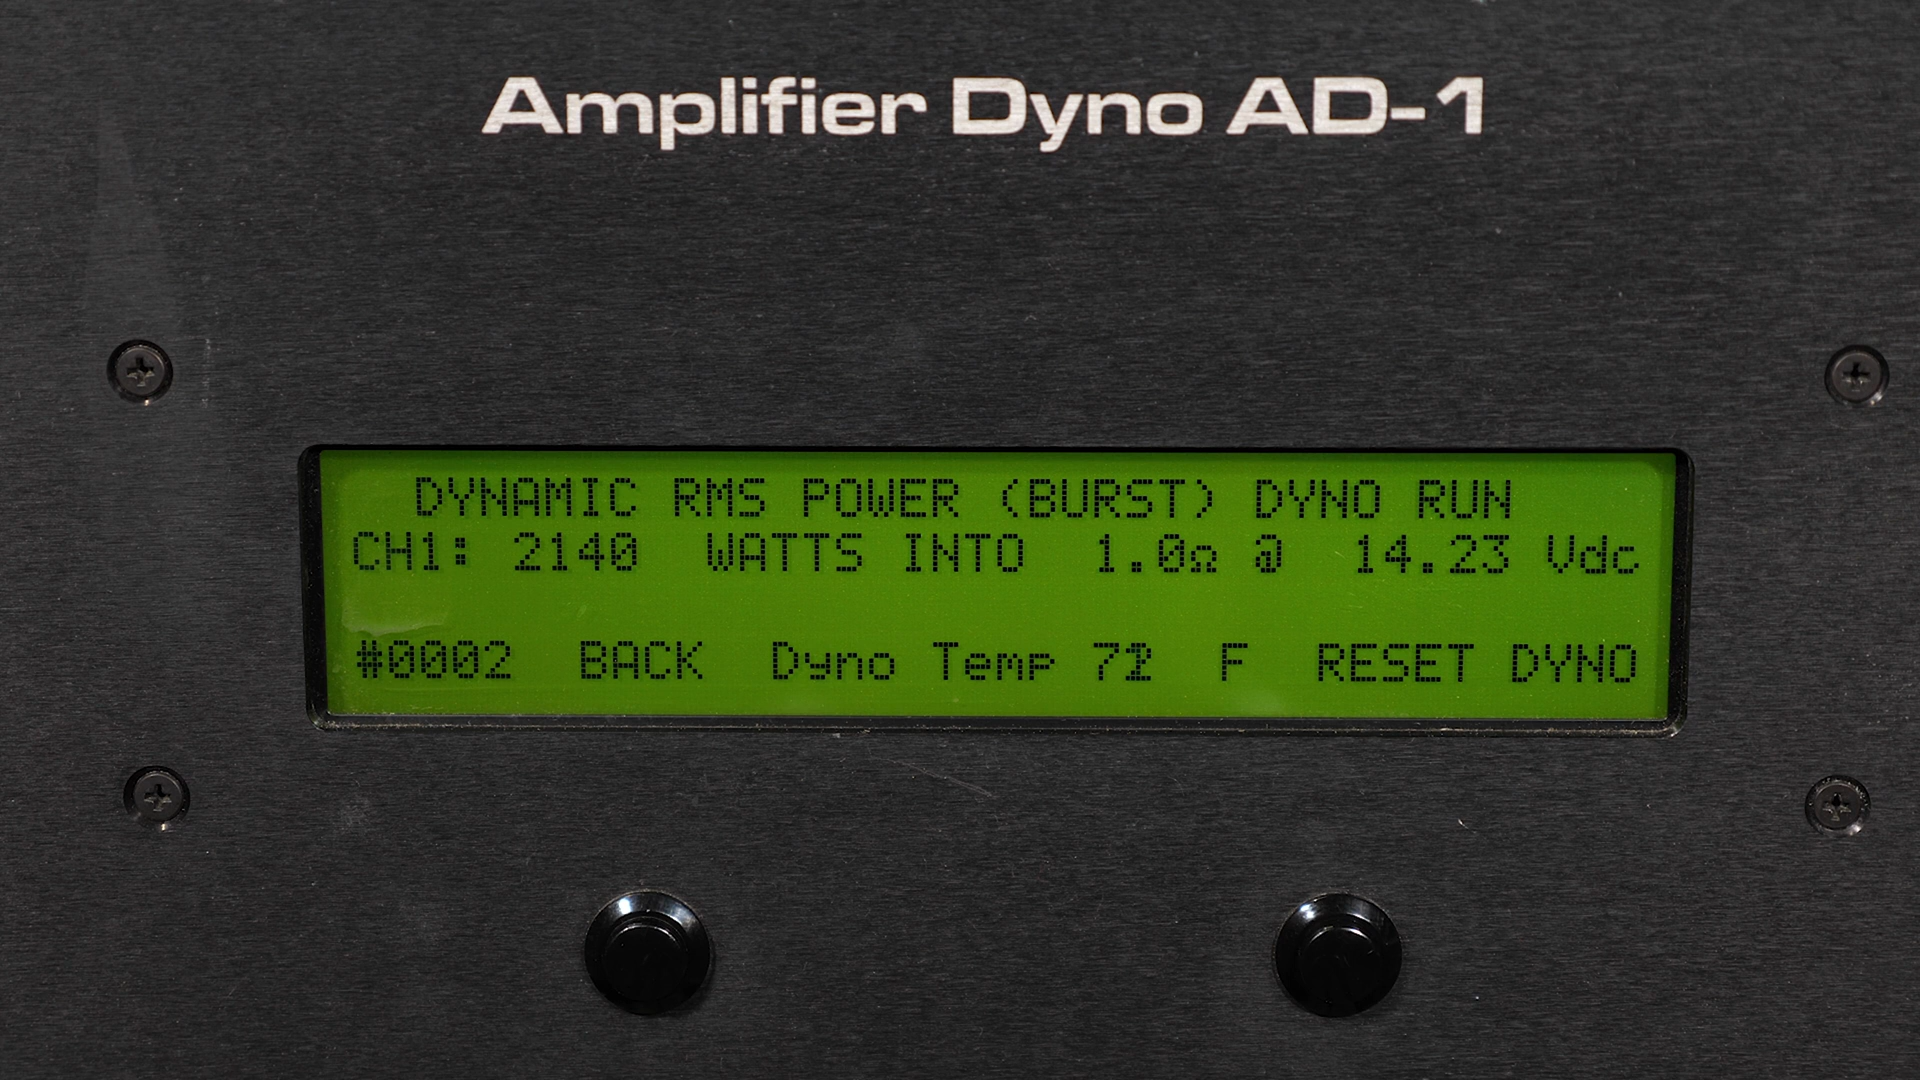 Amplifier Dyno AD-1
DYNAMIC RMS POWER (BURST) DYNO RUN
CH1: 2140 WATTS INTO 1.0Ω @ 14.23 Vdc
#0002 BACK Dyno Temp F RESET DYNO